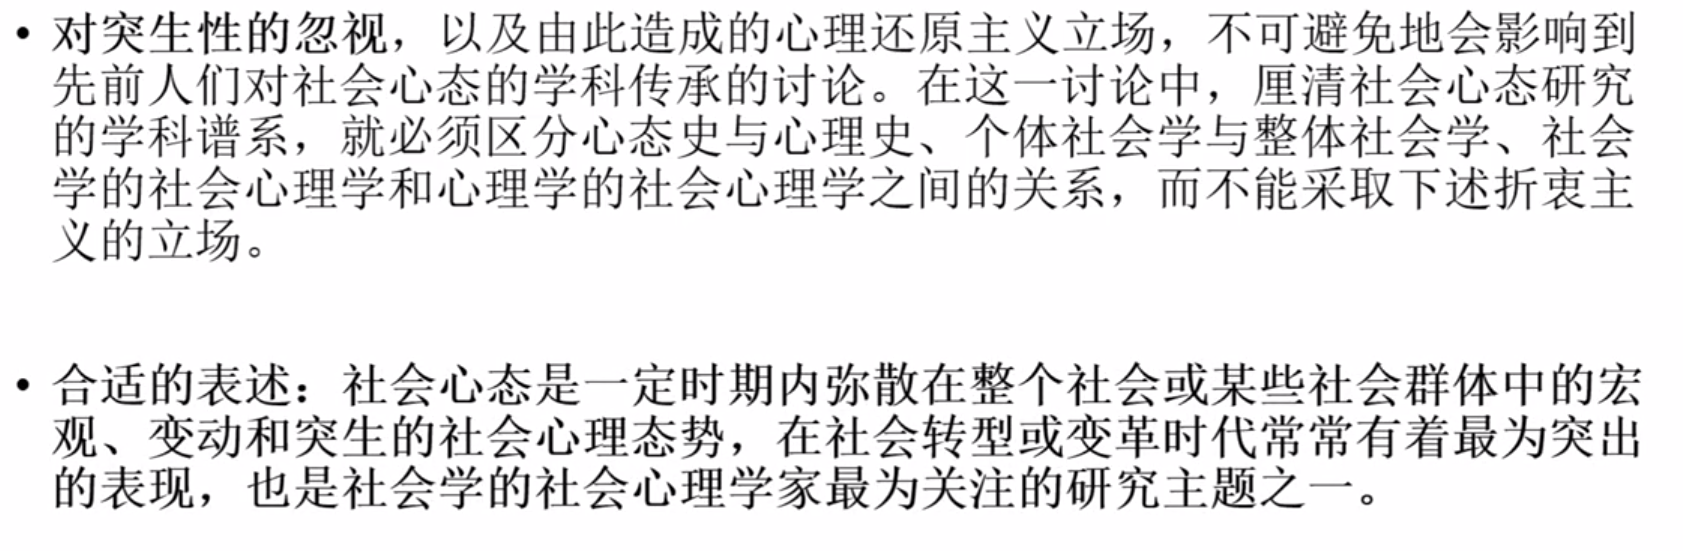 • 对突生性的忽视，以及由此造成的心理还原主义立场，不可避免地会影响到
先前人们对社会心态的学科传承的讨论。在这一讨论中，厘清社会心态研究
的学科谱系，就必须区分心态史与心理史、个体社会学与整体社会学、社会
学的社会心理学和心理学的社会心理学之间的关系，而不能采取下述折衷主
义的立场。
• 合适的表述：社会心态是一定时期内弥散在整个社会或某些社会群体中的宏
观、变动和突生的社会心理态势，在社会转型或变革时代常常有着最为突出
的表现，也是社会学的社会心理学家最为关注的研究主题之一。